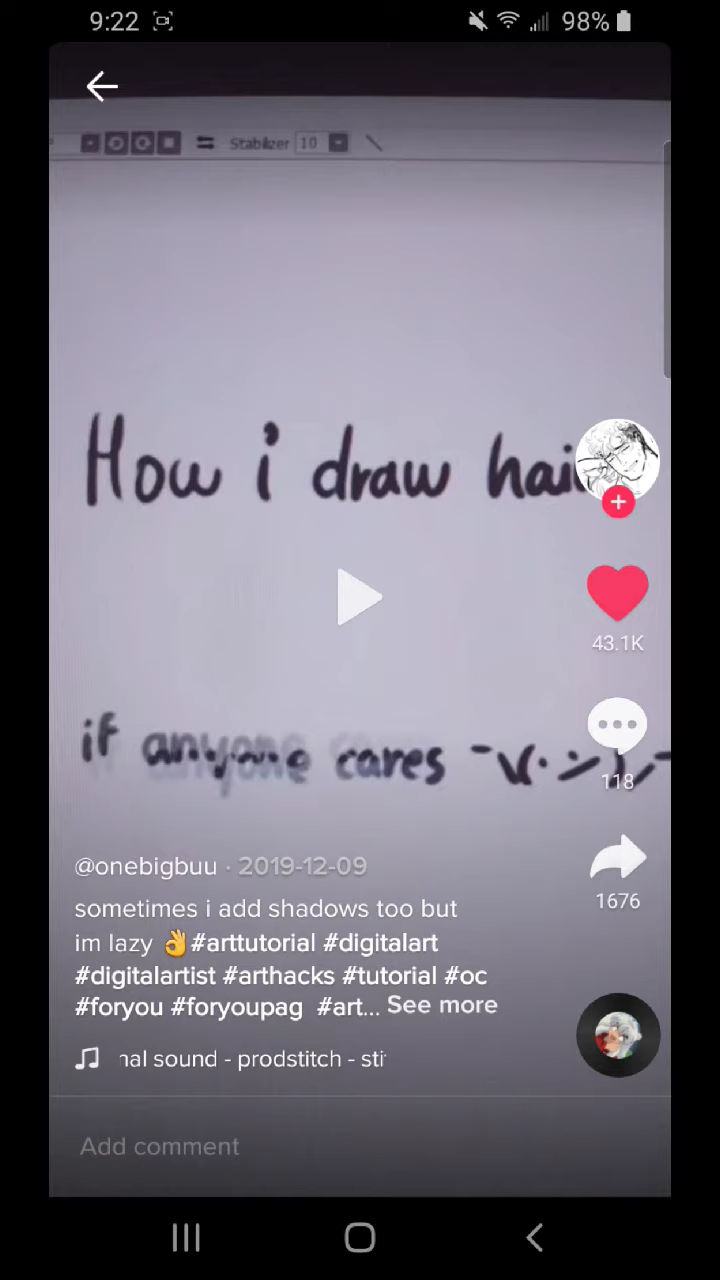 9:22 98%
Stabilizer 10
How i draw hai
43.1K
if anyone cares ¯\(·>)/¯
118
@onebigbuu · 2019-12-09
1676
sometimes i add shadows too but
im lazy 👌#arttutorial #digitalart
#digitalartist #arthacks #tutorial #oc
#foryou #foryoupag #art... See more
nal sound - prodstitch - sti
Add comment